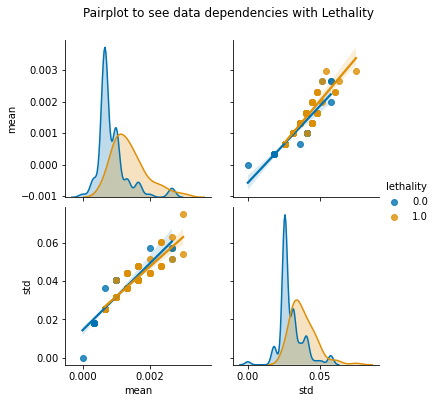 Pairplot to see data dependencies with Lethality
0.003
0.002
0.001
0.000
−0.001
mean
lethality
0.0
1.0
0.06
0.04
0.02
0.00
std
0.000 0.002
mean
0.00 0.05
std